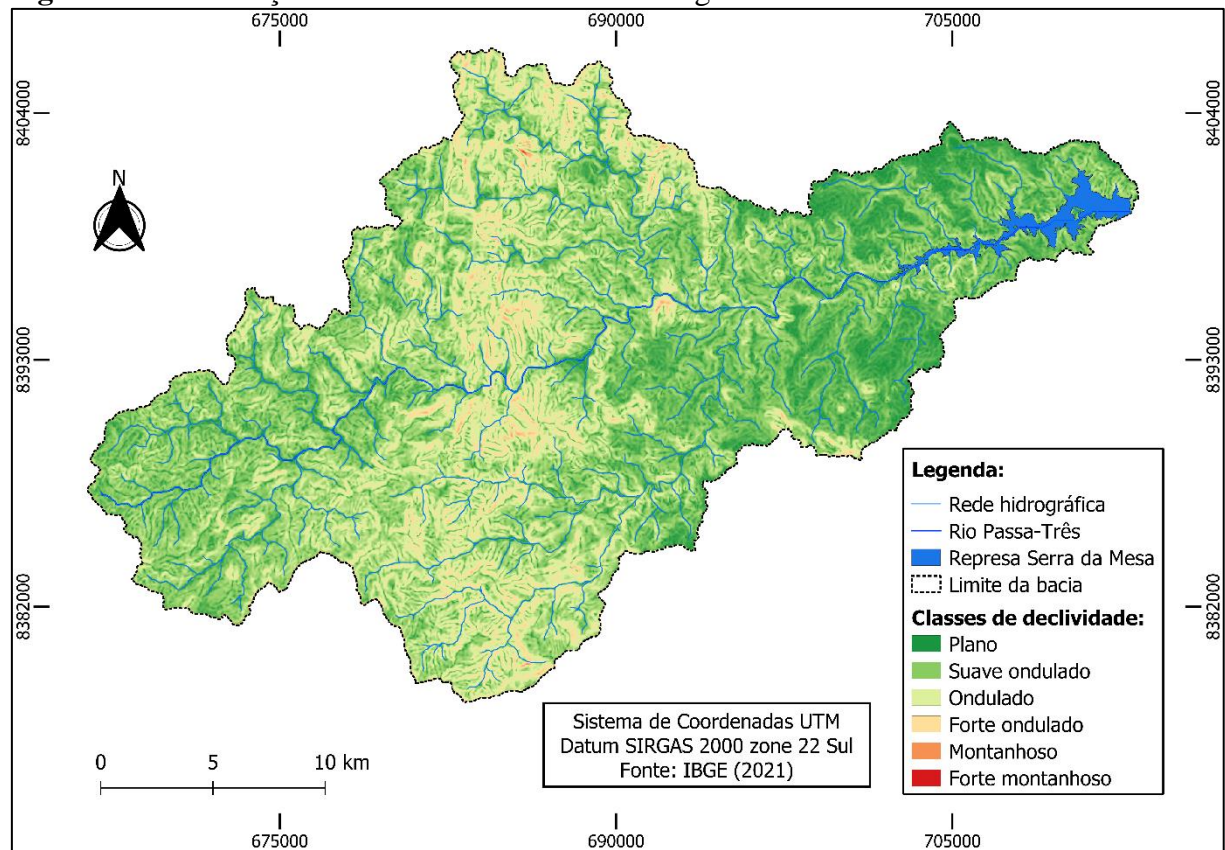 675000
690000
705000
8404000
8404000
N
8393000
8393000
8382000
8382000
Legenda:
Rede hidrográfica
Rio Passa-Três
Represa Serra da Mesa
Limite da bacia
Classes de declividade:
Plano
Suave ondulado
Ondulado
Forte ondulado
Montanhoso
Forte montanhoso
Sistema de Coordenadas UTM
Datum SIRGAS 2000 zone 22 Sul
Fonte: IBGE (2021)
0 5 10 km
675000
690000
705000